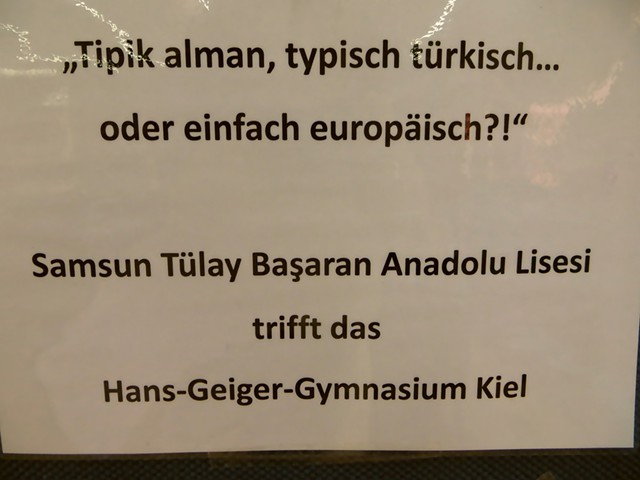 „Tipik alman, typisch türkisch...
oder einfach europäisch?!“
Samsun Tülay Başaran Anadolu Lisesi
trifft das
Hans-Geiger-Gymnasium Kiel